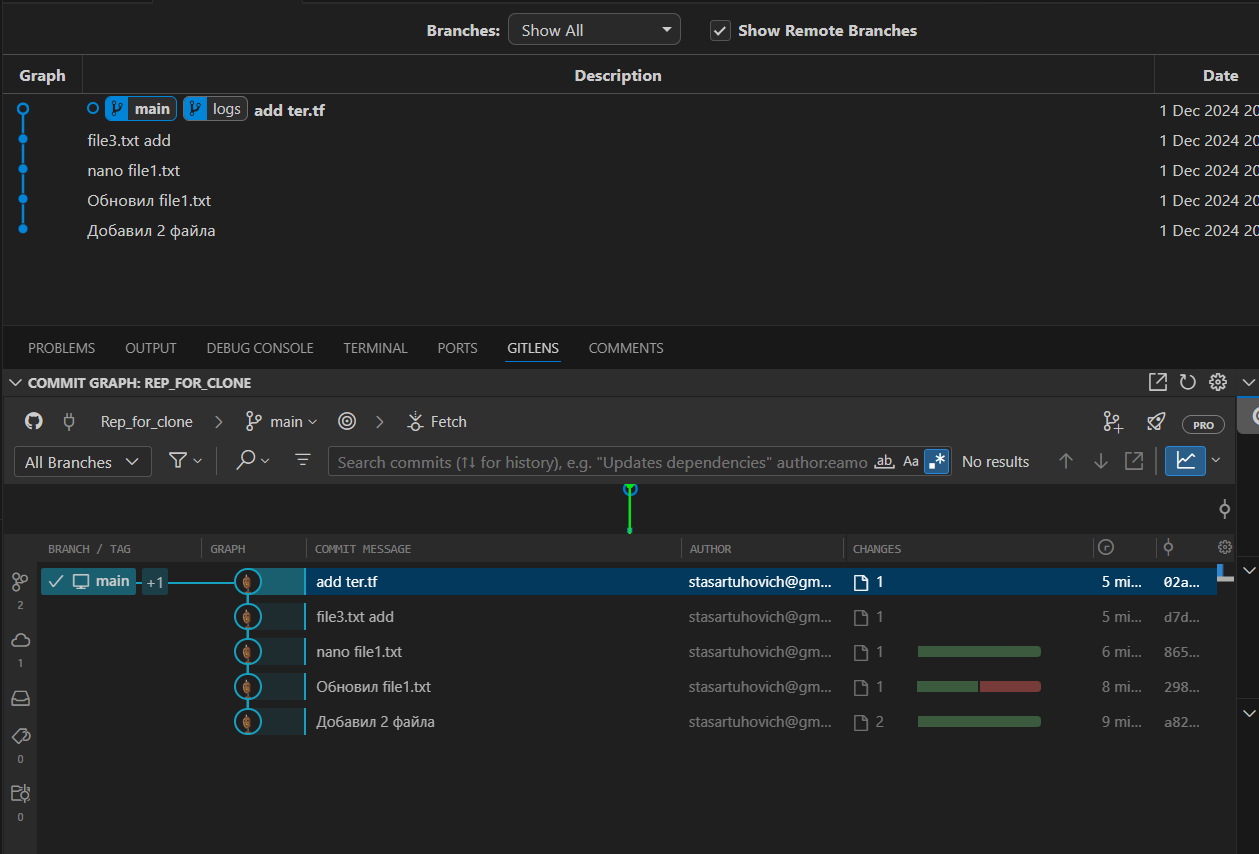 Branches: Show All Show Remote Branches
Graph Description Date
main logs add ter.tf 1 Dec 2024 20
file3.txt add 1 Dec 2024 20
nano file1.txt 1 Dec 2024 20
Обновил file1.txt 1 Dec 2024 20
Добавил 2 файла 1 Dec 2024 20
PROBLEMS OUTPUT DEBUG CONSOLE TERMINAL PORTS GITLENS COMMENTS
COMMIT GRAPH: REP_FOR_CLONE
Rep_for_clone main Fetch PRO
All Branches Search commits (↑↓ for history), e.g. "Updates dependencies" author:eamo ab Aa .* No results
BRANCH / TAG GRAPH COMMIT MESSAGE AUTHOR CHANGES
main +1 add ter.tf stasartuhovich@gm... 1 5 mi... 02a...
2 file3.txt add stasartuhovich@gm... 1 5 mi... d7d...
1 nano file1.txt stasartuhovich@gm... 1 6 mi... 865...
Обновил file1.txt stasartuhovich@gm... 1 8 mi... 298...
Добавил 2 файла stasartuhovich@gm... 2 9 mi... a82...
0
0